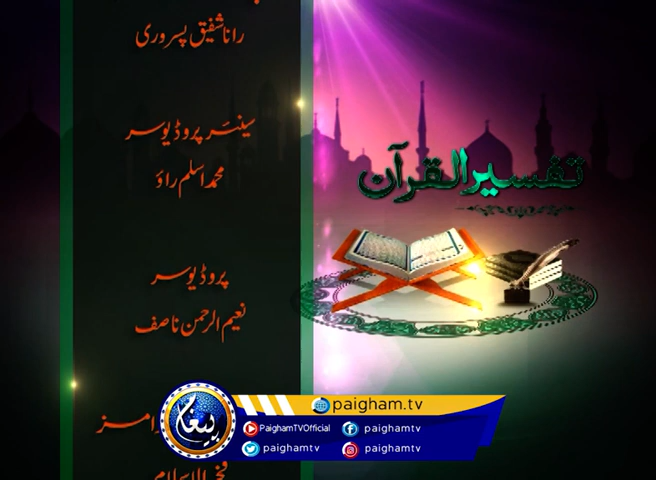 رانا شفیق پسروری
سینئر پروڈیوسر
محمد اسلم راؤ
پروڈیوسر
نعیم الرحمن ناصف
تفسیر القرآن
پیغام
paigham.tv
PaighamTVOfficial
paighamtv
paighamtv
paighamtv